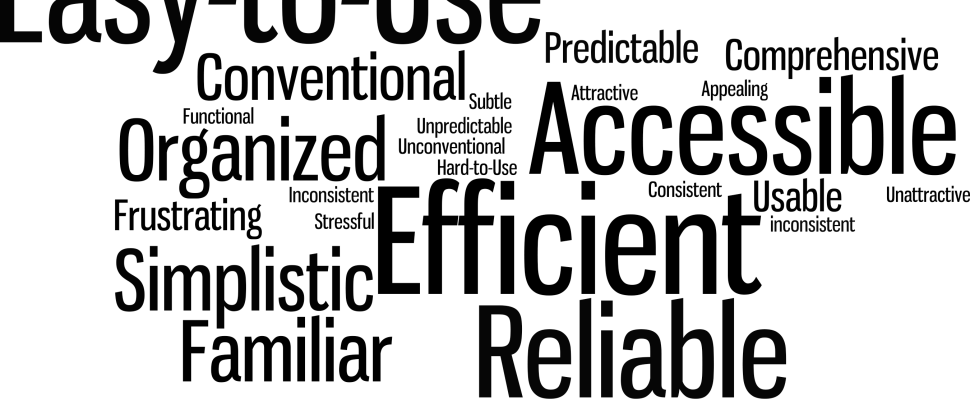 Easy-to-Use
Predictable
Comprehensive
Conventional
Subtle
Attractive
Appealing
Functional
Accessible
Organized
Unpredictable
Unconventional
Hard-to-Use
Inconsistent
Consistent
Usable
Unattractive
Frustrating
Stressful
Efficient
inconsistent
Simplistic
Familiar
Reliable